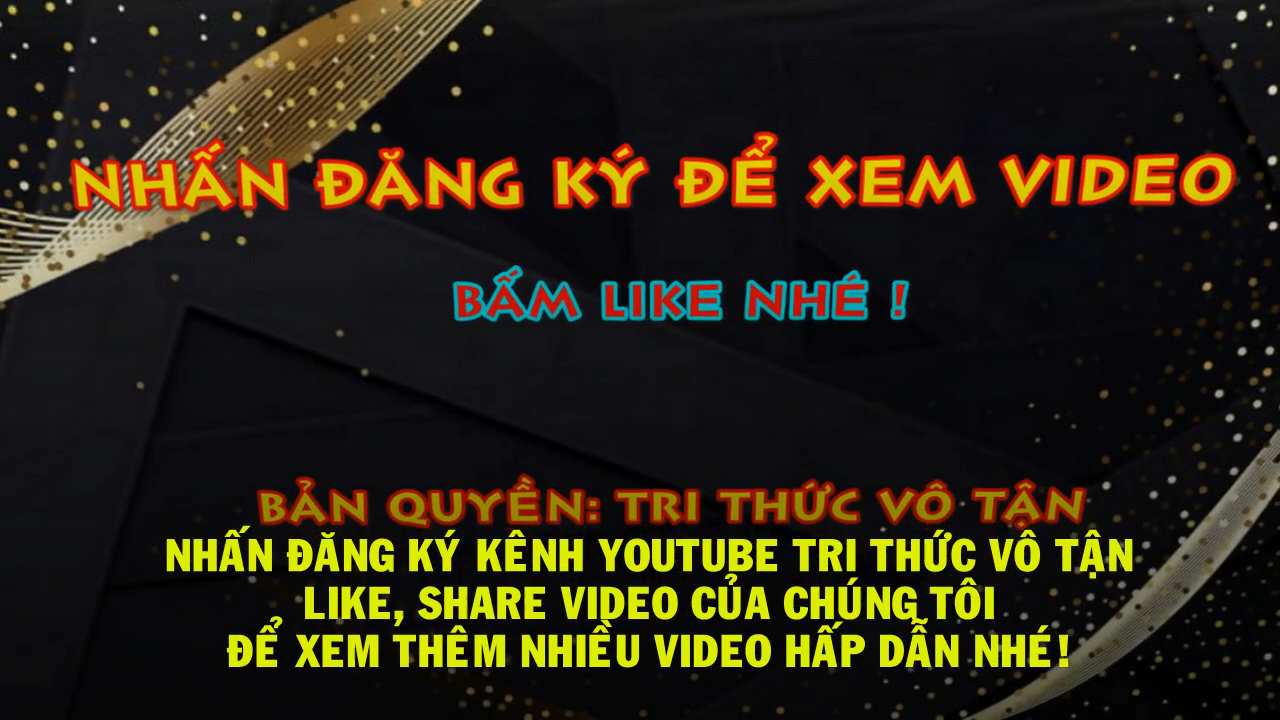 NHẤN ĐĂNG KÝ ĐỂ XEM VIDEO
BẤM LIKE NHÉ !
BẢN QUYỀN: TRI THỨC VÔ TẬN
NHẤN ĐĂNG KÝ KÊNH YOUTUBE TRI THỨC VÔ TẬN
LIKE, SHARE VIDEO CỦA CHÚNG TÔI
ĐỂ XEM THÊM NHIỀU VIDEO HẤP DẪN NHÉ!